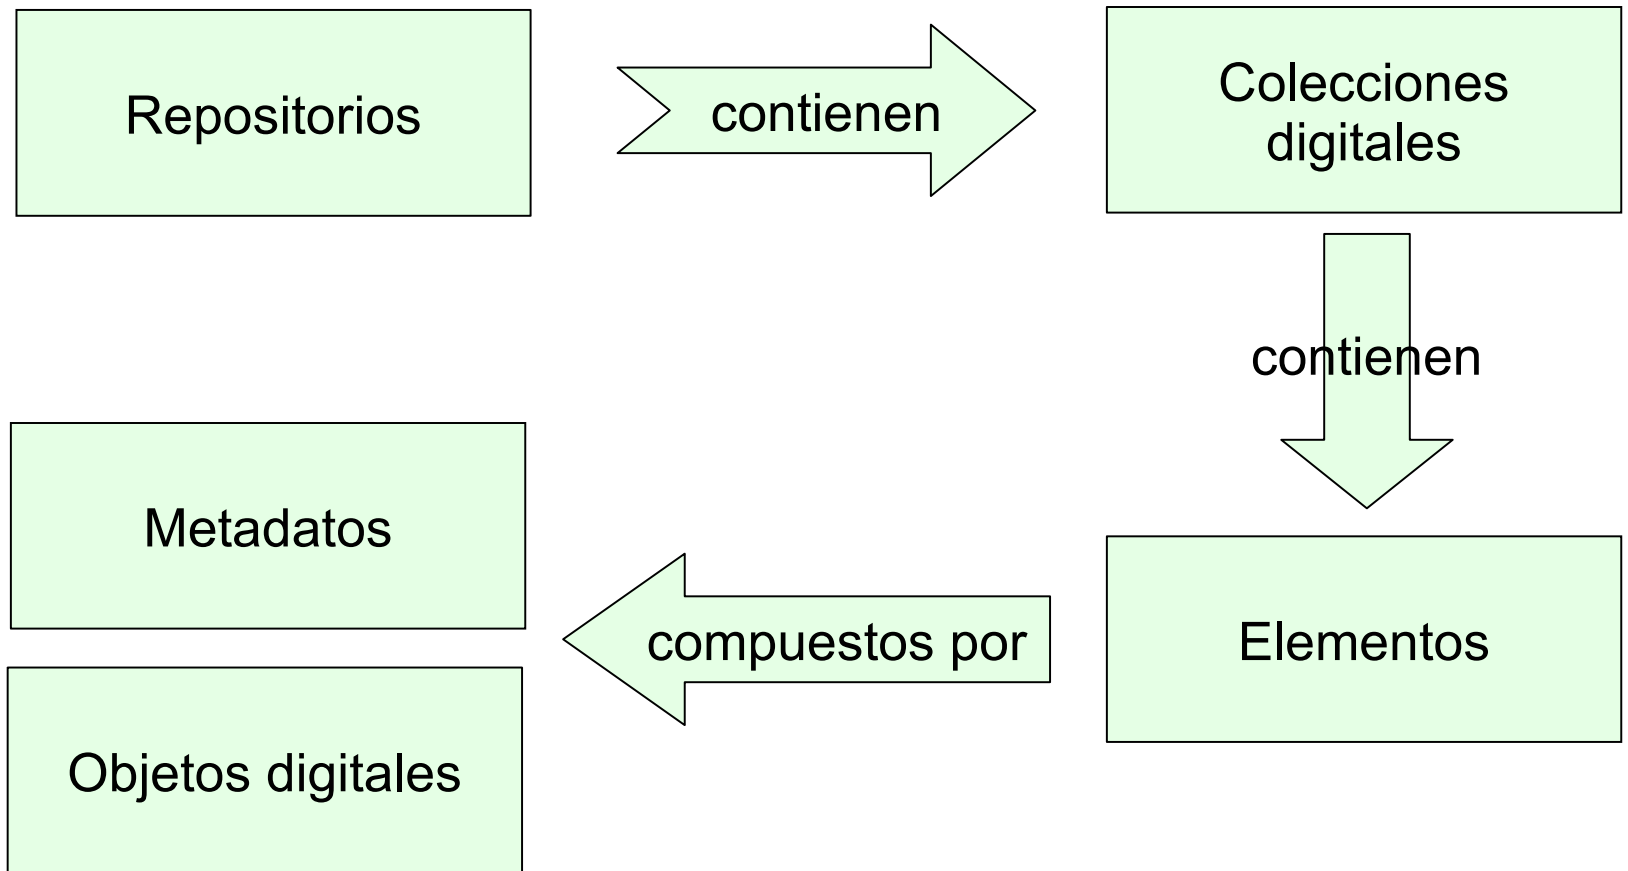 Repositorios
contienen
Colecciones
digitales
contienen
Elementos
compuestos por
Metadatos
Objetos digitales